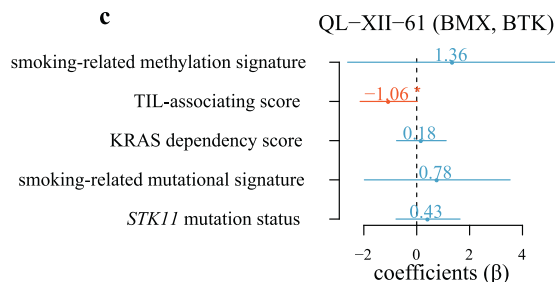 c
QL−XII−61 (BMX, BTK)
smoking-related methylation signature
1.36
TIL-associating score
−1.06 *
KRAS dependency score
0.18
smoking-related mutational signature
0.78
STK11 mutation status
0.43
−2 0 2 4
coefficients (β)